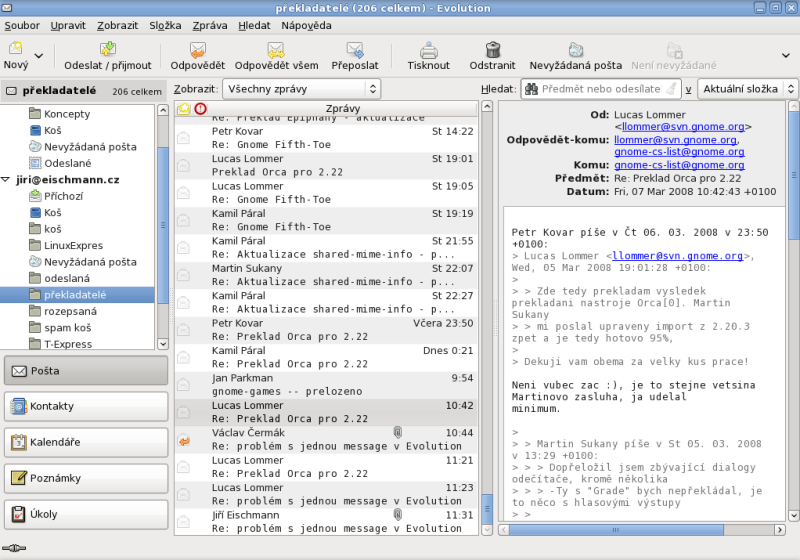 překladatelé (206 celkem) - Evolution
Soubor Upravit Zobrazit Složka Zpráva Hledat Nápověda
Nový Odeslat / přijmout Odpovědět Odpovědět všem Přeposlat Tisknout Odstranit Nevyžádaná pošta Není nevyžádané
překladatelé 206 celkem
Zobrazit: Všechny zprávy
Hledat: Předmět nebo odesílate v Aktuální složka
Koncepty
Koš
Nevyžádaná pošta
Odeslané
jiri@eischmann.cz
Příchozí
Koš
koš
LinuxExpres
Nevyžádaná pošta
odeslaná
překladatelé
rozepsaná
spam koš
T-Express
Pošta
Kontakty
Kalendáře
Poznámky
Úkoly
Zprávy
Re: Preklad Epiphany - aktualizace
Petr Kovar St 14:22
Re: Gnome Fifth-Toe
Lucas Lommer St 19:01
Preklad Orca pro 2.22
Lucas Lommer St 19:05
Re: Gnome Fifth-Toe
Kamil Páral St 19:19
Re: Gnome Fifth-Toe
Kamil Páral St 21:55
Re: Aktualizace shared-mime-info - p...
Martin Sukany St 22:07
Re: Aktualizace shared-mime-info - p...
Kamil Páral St 22:27
Re: Aktualizace shared-mime-info - p...
Petr Kovar Včera 23:50
Re: Preklad Orca pro 2.22
Kamil Páral Dnes 0:21
Re: Preklad Orca pro 2.22
Jan Parkman 9:54
gnome-games -- prelozeno
Lucas Lommer 10:42
Re: Preklad Orca pro 2.22
Václav Čermák 10:44
Re: problém s jednou message v Evolution
Lucas Lommer 11:21
Re: Preklad Orca pro 2.22
Lucas Lommer 11:23
Re: problém s jednou message v Evolution
Jiří Eischmann 11:31
Re: problém s jednou message v Evolution
Od: Lucas Lommer
<llommer@svn.gnome.org>
Odpovědět-komu: llommer@svn.gnome.org,
gnome-cs-list@gnome.org
Komu: gnome-cs-list@gnome.org
Předmět: Re: Preklad Orca pro 2.22
Datum: Fri, 07 Mar 2008 10:42:43 +0100
Petr Kovar píše v Čt 06. 03. 2008 v 23:50
+0100:
> Lucas Lommer <llommer@svn.gnome.org>,
Wed, 05 Mar 2008 19:01:28 +0100:
>
> > Zde tedy prekladam vysledek
prekladani nastroje Orca[0]. Martin
Sukany
> > mi poslal upraveny import z 2.20.3
zpet a je tedy hotovo 95%,
>
> Dekuji vam obema za velky kus prace!
Neni vubec zac :), je to stejne vetsina
Martinovo zasluha, ja udelal
minimum.
>
> > Martin Sukany píše v St 05. 03. 2008
v 13:29 +0100:
> > > Dopřeložil jsem zbývající dialogy
odečítače, kromě několika
> > > -Ty s "Grade" bych nepřekládal, je
to něco s hlasovými výstupy
> >